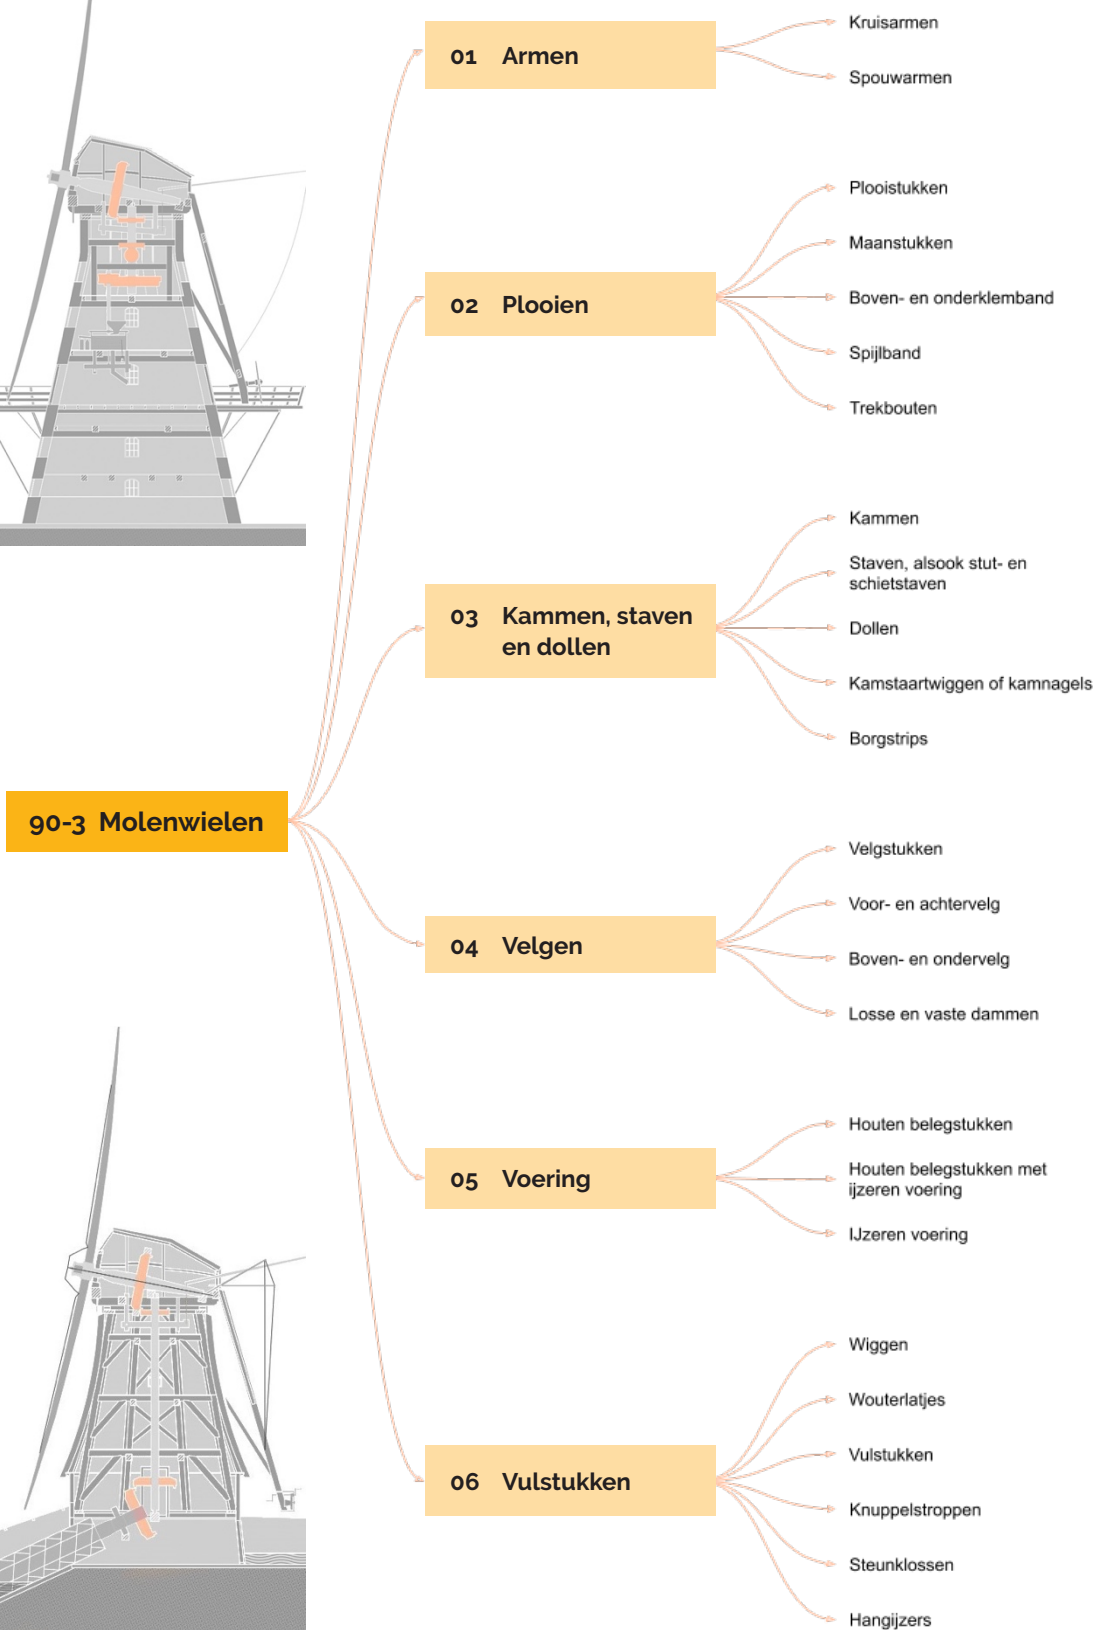 90-3 Molenwielen
01 Armen
Kruisarmen
Spouwarmen
02 Plooien
Plooistukken
Maanstukken
Boven- en onderklemband
Spijlband
Trekbouten
03 Kammen, staven
en dollen
Kammen
Staven, alsook stut- en
schietstaven
Dollen
Kamstaartwiggen of kamnagels
Borgstrips
04 Velgen
Velgstukken
Voor- en achtervelg
Boven- en ondervelg
Losse en vaste dammen
05 Voering
Houten belegstukken
Houten belegstukken met
ijzeren voering
IJzeren voering
06 Vulstukken
Wiggen
Wouterlatjes
Vulstukken
Knuppelstroppen
Steunklossen
Hangijzers